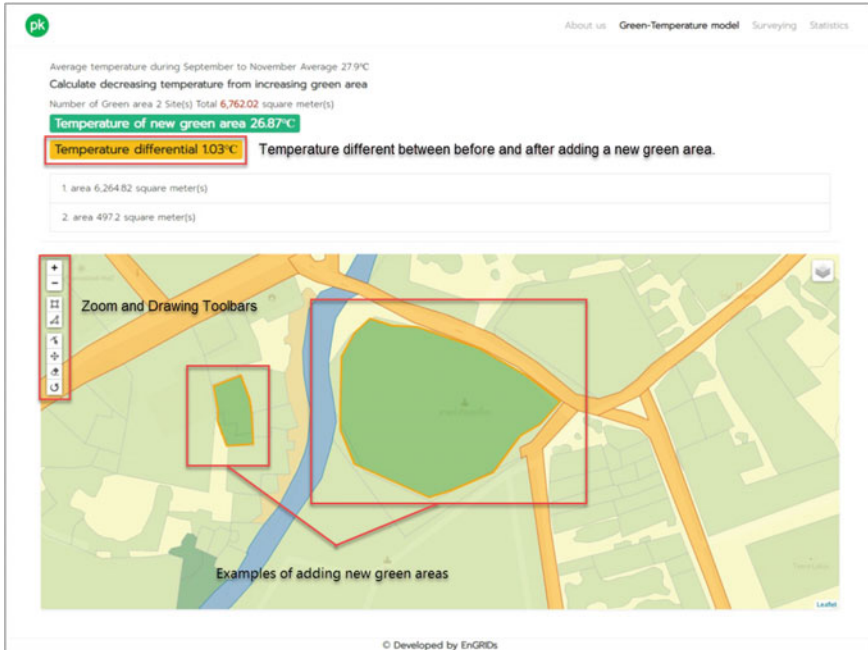 pk
About us Green-Temperature model Surveying Statistics
Average temperature during September to November Average 27.9°C
Calculate decreasing temperature from increasing green area
Number of Green area 2 Site(s) Total 6,762.02 square meter(s)
Temperature of new green area 26.87°C
Temperature differential 1.03°C Temperature different between before and after adding a new green area.
1. area 6,264.82 square meter(s)
2. area 497.2 square meter(s)
+
−
Zoom and Drawing Toolbars
Examples of adding new green areas
Leaflet
© Developed by EnGRIDs